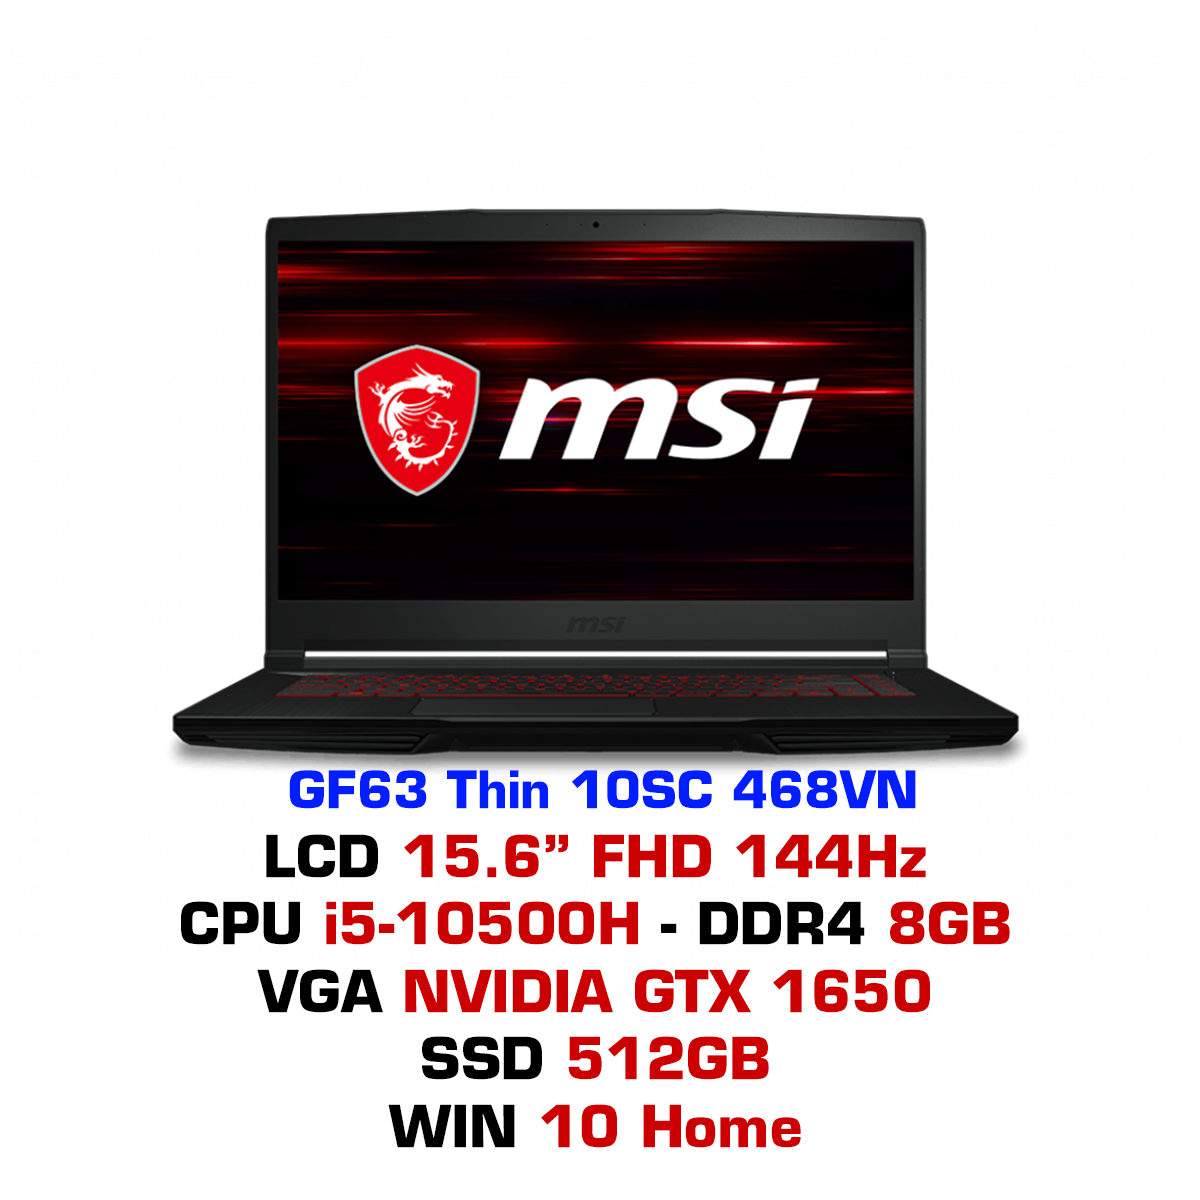 msi
msi
GF63 Thin 10SC 468VN
LCD 15.6” FHD 144Hz
CPU i5-10500H - DDR4 8GB
VGA NVIDIA GTX 1650
SSD 512GB
WIN 10 Home